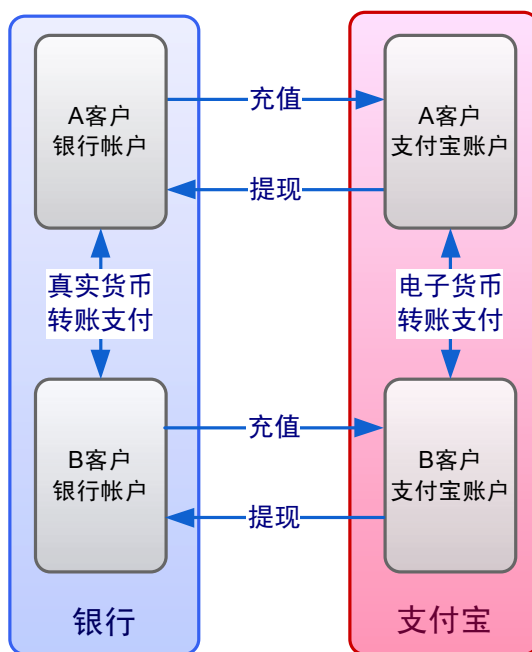 A客户
银行帐户
充值
A客户
支付宝账户
提现
真实货币
转账支付
电子货币
转账支付
B客户
银行帐户
充值
B客户
支付宝账户
提现
银行
支付宝